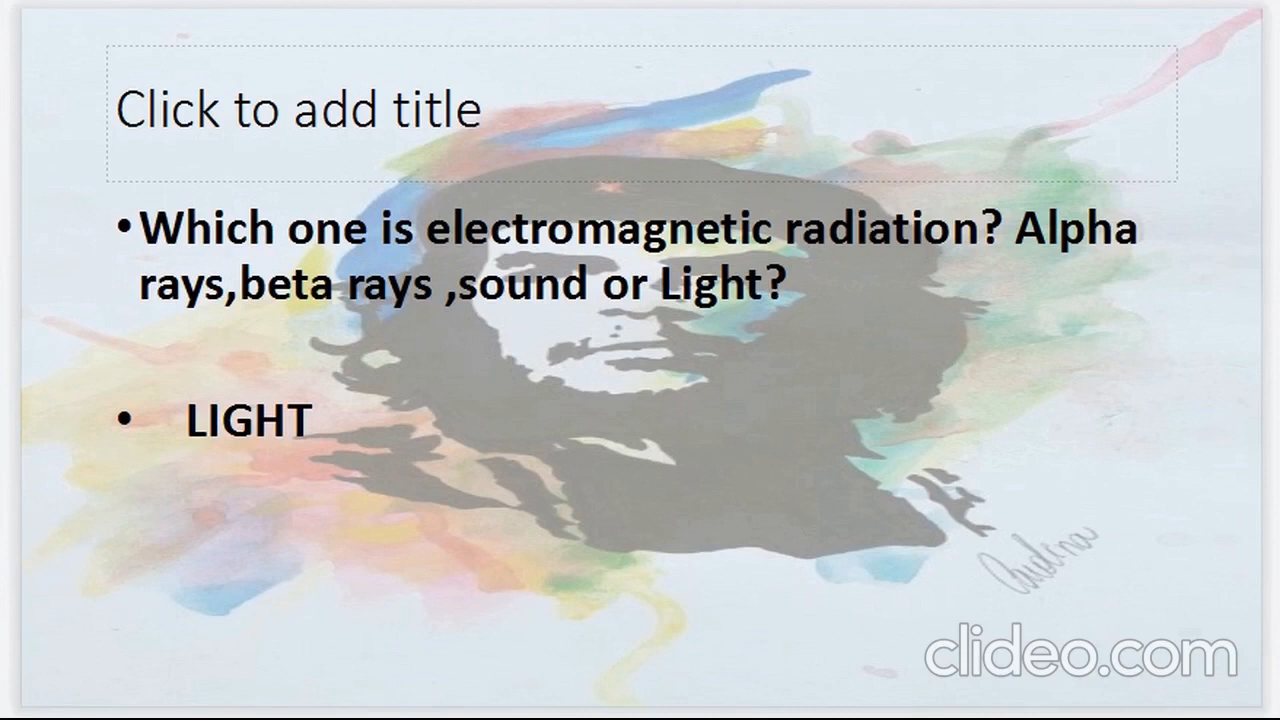 Click to add title
• Which one is electromagnetic radiation? Alpha
rays,beta rays ,sound or Light?
• LIGHT
clideo.com